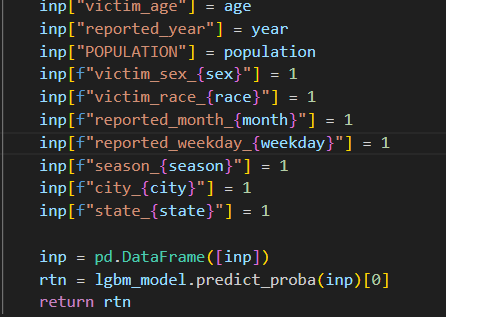 inp["victim_age"] = age
inp["reported_year"] = year
inp["POPULATION"] = population
inp[f"victim_sex_{sex}"] = 1
inp[f"victim_race_{race}"] = 1
inp[f"reported_month_{month}"] = 1
inp[f"reported_weekday_{weekday}"] = 1
inp[f"season_{season}"] = 1
inp[f"city_{city}"] = 1
inp[f"state_{state}"] = 1
inp = pd.DataFrame([inp])
rtn = lgbm_model.predict_proba(inp)[0]
return rtn